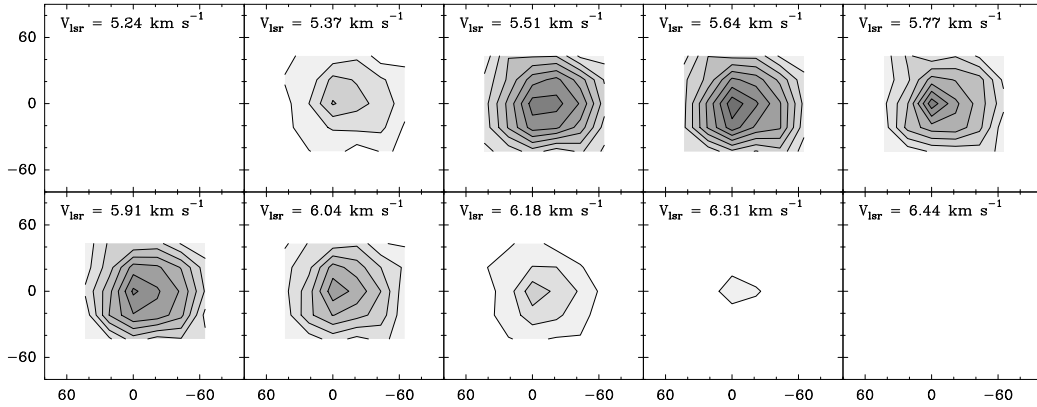 V_lsr = 5.24 km s⁻¹ V_lsr = 5.37 km s⁻¹ V_lsr = 5.51 km s⁻¹ V_lsr = 5.64 km s⁻¹ V_lsr = 5.77 km s⁻¹
60
0
−60
V_lsr = 5.91 km s⁻¹ V_lsr = 6.04 km s⁻¹ V_lsr = 6.18 km s⁻¹ V_lsr = 6.31 km s⁻¹ V_lsr = 6.44 km s⁻¹
60
0
−60
60 0 −60 60 0 −60 60 0 −60 60 0 −60 60 0 −60